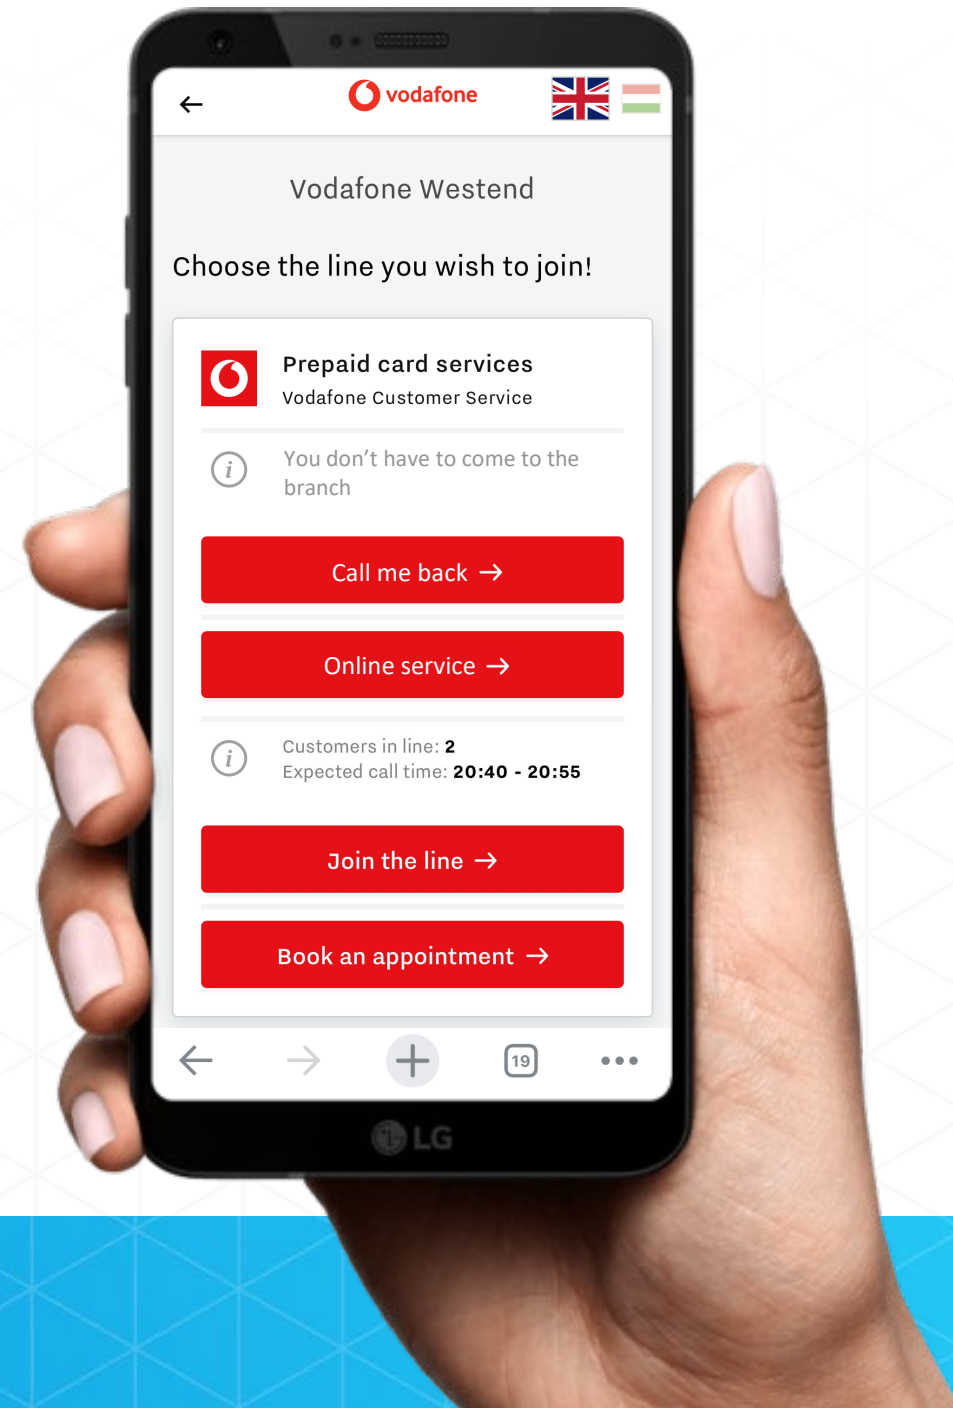 vodafone
Vodafone Westend
Choose the line you wish to join!
Prepaid card services
Vodafone Customer Service
i
You don't have to come to the
branch
Call me back →
Online service →
i
Customers in line: 2
Expected call time: 20:40 - 20:55
Join the line →
Book an appointment →
19
LG